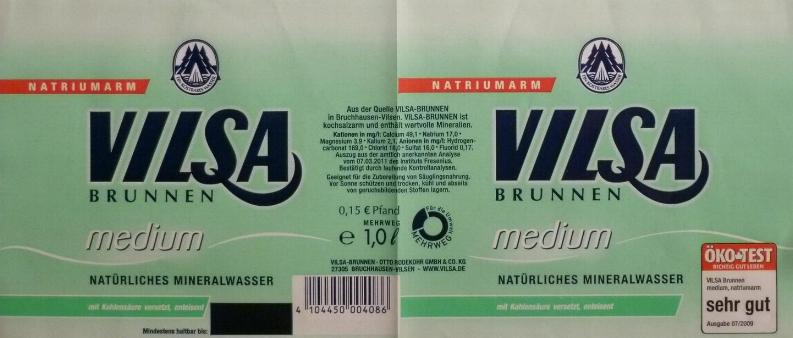 NATRIUMARM
VILSA
BRUNNEN
medium
NATÜRLICHES MINERALWASSER
mit Kohlensäure versetzt, enteisent
Mindestens haltbar bis:
Aus der Quelle VILSA-BRUNNEN
in Bruchhausen-Vilsen. VILSA-BRUNNEN ist
kochsalzarm und enthält wertvolle Mineralien.
Kationen in mg/l: Calcium 49,1 • Natrium 17,0 •
Magnesium 3,9 • Kalium 2,1, Anionen in mg/l: Hydrogen-
carbonat 169,0 • Chlorid 18,0 • Sulfat 16,0 • Fluorid 0,17.
Auszug aus der amtlich anerkannten Analyse
vom 07.03.2011 des Instituts Fresenius.
Bestätigt durch laufende Kontrollanalysen.
Geeignet für die Zubereitung von Säuglingsnahrung.
Vor Sonne schützen und trocken, kühl und abseits
von geruchsbildenden Stoffen lagern.
0,15 € Pfand
MEHRWEG
e 1,0 l
Für die Umwelt
MEHRWEG
VILSA-BRUNNEN - OTTO RODEKOHR GMBH & CO. KG
27305 BRUCHHAUSEN-VILSEN - WWW.VILSA.DE
4 104450 004086
NATRIUMARM
VILSA
BRUNNEN
medium
NATÜRLICHES MINERALWASSER
mit Kohlensäure versetzt, enteisent
ÖKO-TEST
RICHTIG GUT LEBEN
VILSA Brunnen
medium, natriumarm
sehr gut
Ausgabe 07/2009